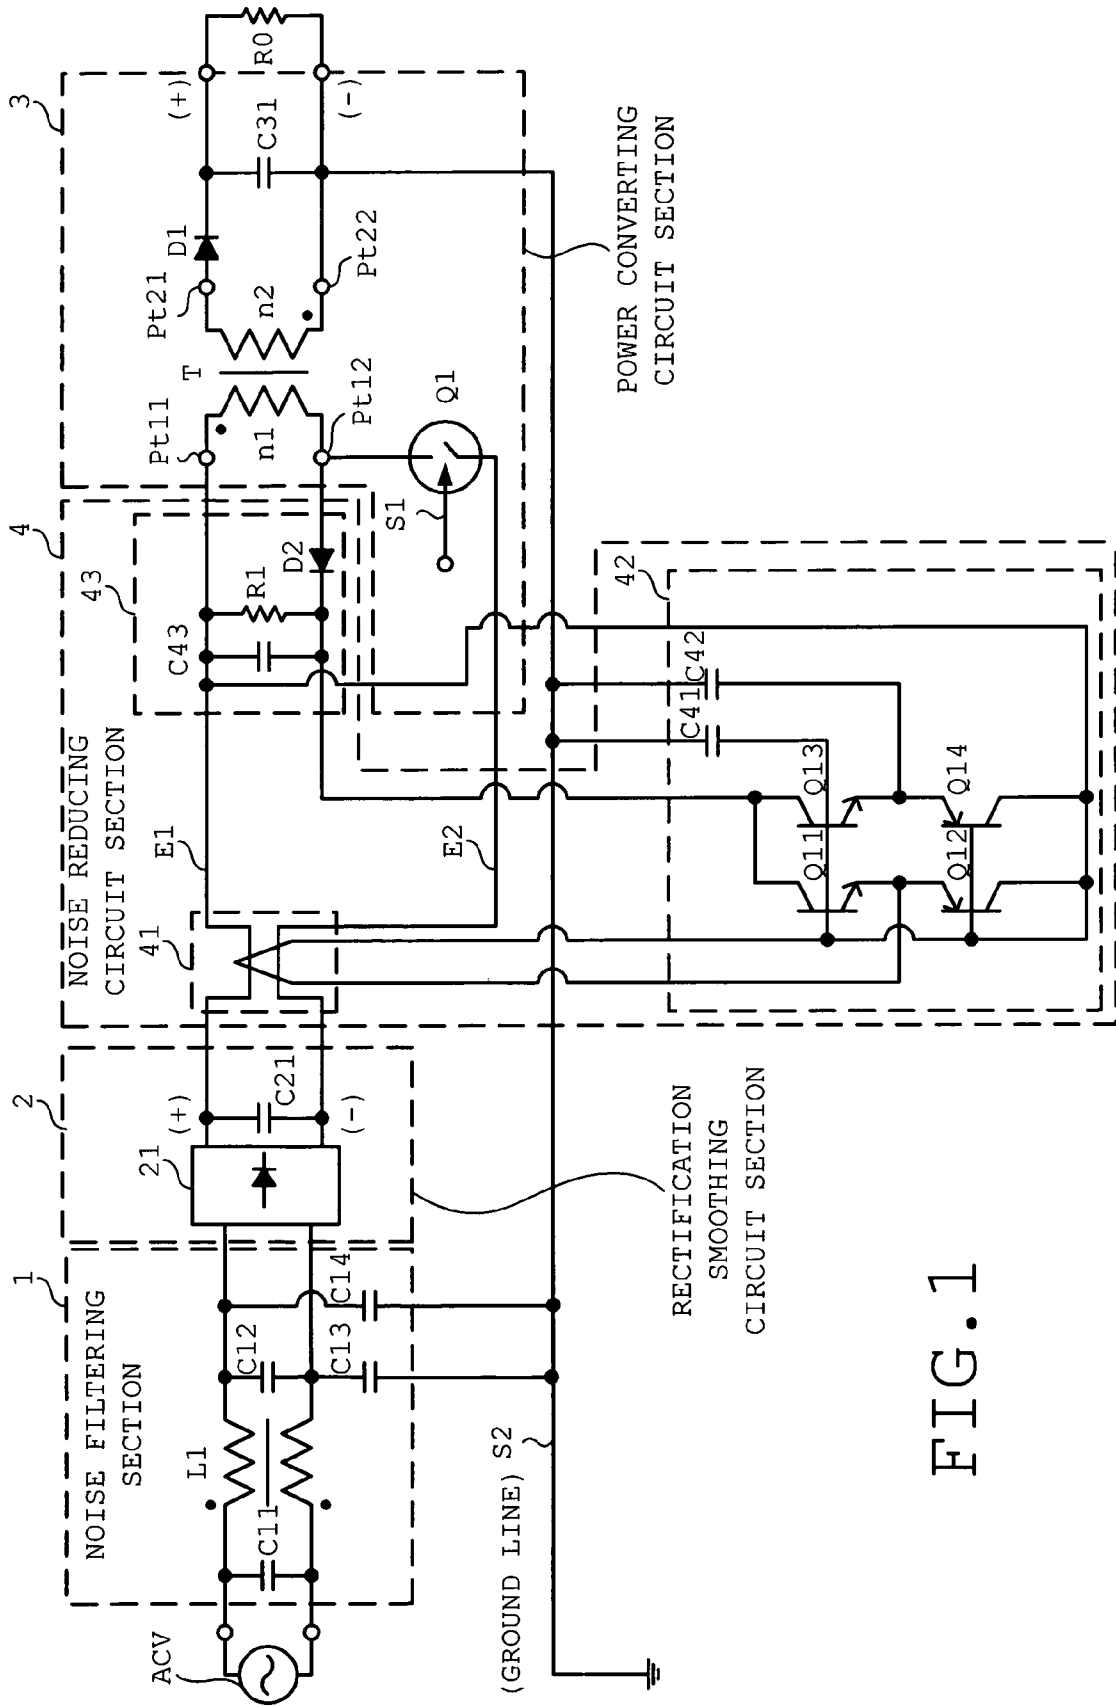 NOISE FILTERING
SECTION
1
2
NOISE REDUCING
CIRCUIT SECTION
4
3
21
41
43
ACV
C11
L1
C12
C13
C14
(+)
C21
(-)
E1
E2
C43
R1
D2
Pt11
n1
Pt12
T
n2
Pt21
Pt22
D1
(+)
C31
(-)
R0
S1
Q1
(GROUND LINE) S2
RECTIFICATION
SMOOTHING
CIRCUIT SECTION
POWER CONVERTING
CIRCUIT SECTION
42
C41
C42
Q11
Q13
Q12
Q14
FIG.1